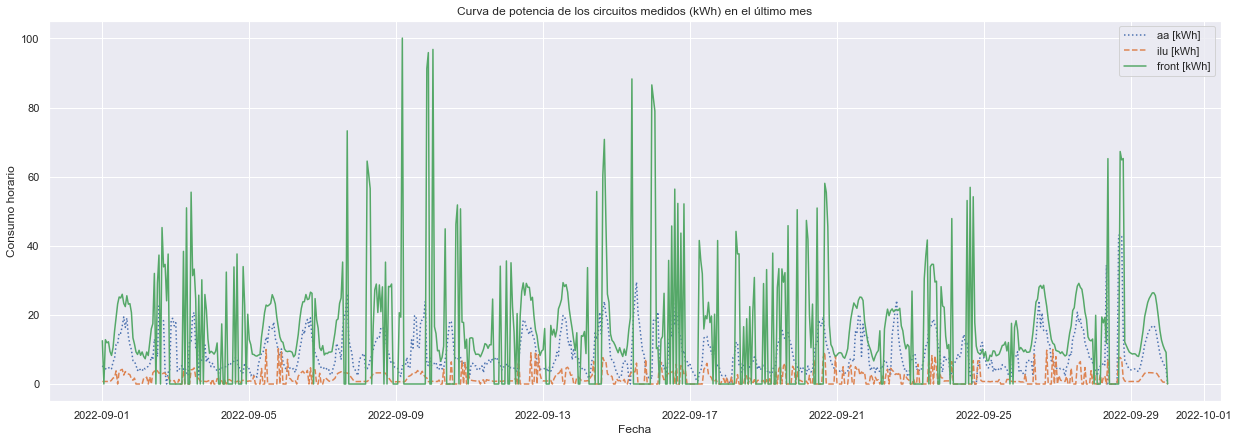 Curva de potencia de los circuitos medidos (kWh) en el último mes
aa [kWh]
ilu [kWh]
front [kWh]
100
80
60
40
20
0
Consumo horario
2022-09-01
2022-09-05
2022-09-09
2022-09-13
2022-09-17
2022-09-21
2022-09-25
2022-09-29
2022-10-01
Fecha